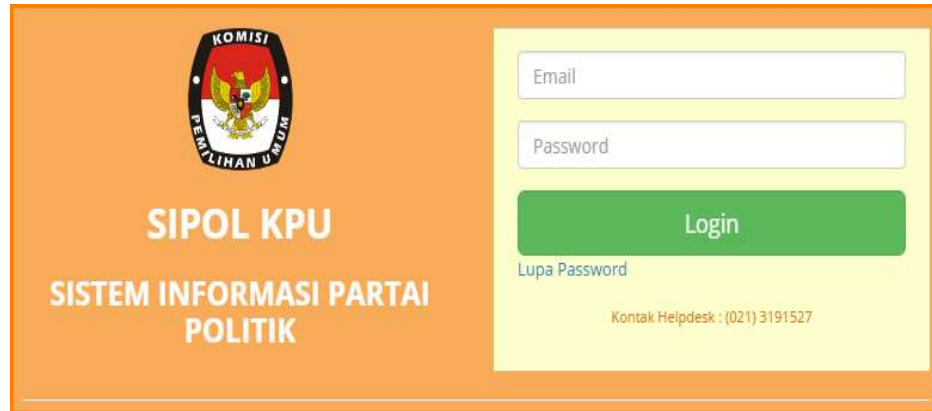 KOMISI
PEMILIHAN UMUM
SIPOL KPU
SISTEM INFORMASI PARTAI
POLITIK
Email
Password
Login
Lupa Password
Kontak Helpdesk : (021) 3191527